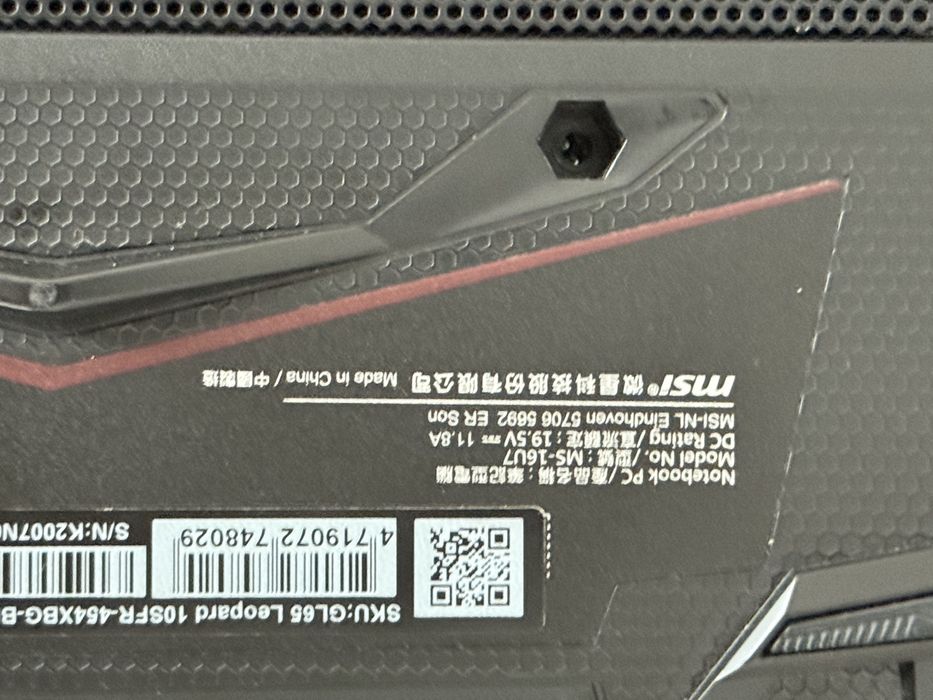 SKU:GL65 Leopard 10SFR-454XBG-B
4 719072 748029
S/N:K2007N
Notebook PC / 產品名稱 : 筆記型電腦
Model No. / 型號 : MS-16U7
DC Rating / 直流額定 : 19.5V ⎓ 11.8A
MSI-NL Eindhoven 5706 5692 ER Son
msi® 微星科技股份有限公司 Made in China / 中國製造